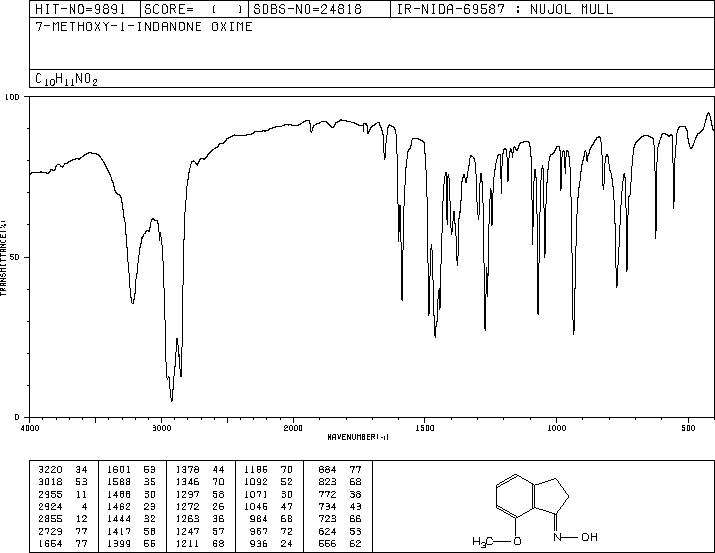 HIT-NO=9891 SCORE= ( ) SDBS-NO=24818 IR-NIDA-69587 : NUJOL MULL
7-METHOXY-1-INDANONE OXIME
C10H11NO2
100
50
0
TRANSMITTANCE(%)
4000 3000 2000 1500 1000 500
WAVENUMBER(-1)
3220 34 1601 53 1378 44 1186 70 884 77
3018 53 1588 35 1346 70 1092 52 823 68
2955 11 1488 30 1297 58 1071 30 772 38
2924 4 1462 23 1272 26 1046 47 734 43
2855 12 1444 32 1263 36 984 68 723 66
2729 77 1417 58 1247 57 967 72 624 53
1654 77 1399 55 1211 68 936 24 556 62
H3C O N OH